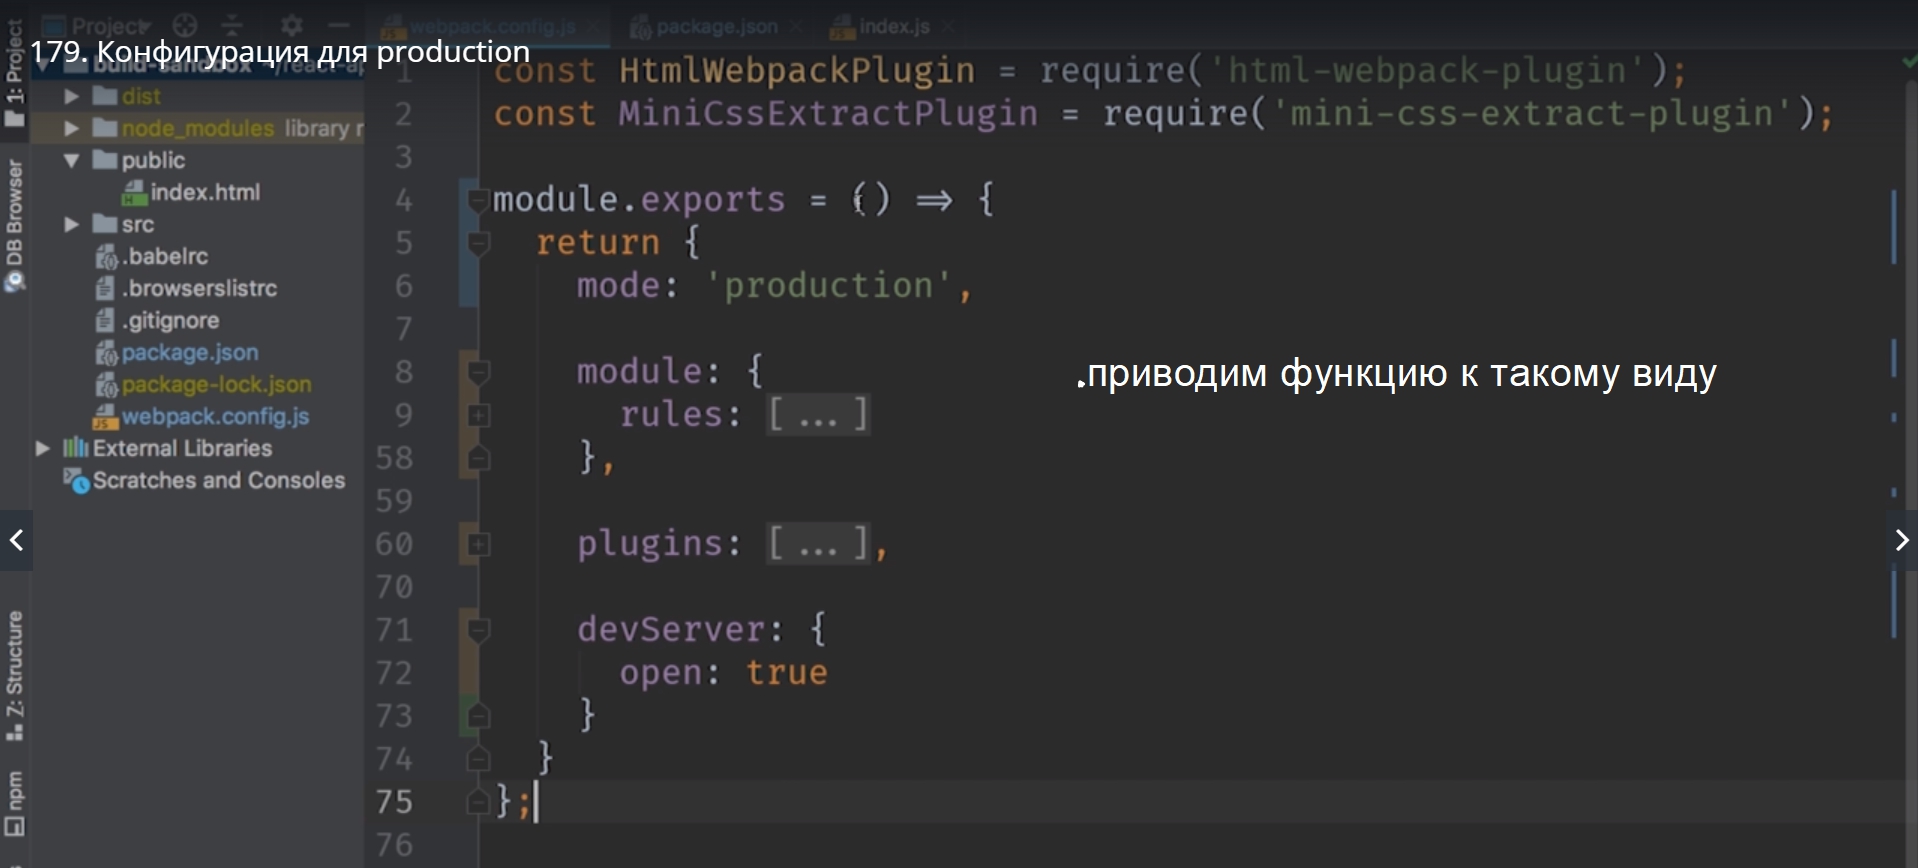 Project
webpack.config.js
package.json
index.js
179. Конфигурация для production
1: Project
build-sandbox ~/react-ap
dist
node_modules library r
public
index.html
src
.babelrc
.browserslistrc
.gitignore
package.json
package-lock.json
webpack.config.js
External Libraries
Scratches and Consoles
DB Browser
Z: Structure
npm
1 const HtmlWebpackPlugin = require('html-webpack-plugin');
2 const MiniCssExtractPlugin = require('mini-css-extract-plugin');
3
4 module.exports = () => {
5 return {
6 mode: 'production',
7
8 module: {
9 rules: [ ... ]
58 },
59
60 plugins: [ ... ],
70
71 devServer: {
72 open: true
73 }
74 }
75 };
76
.приводим функцию к такому виду